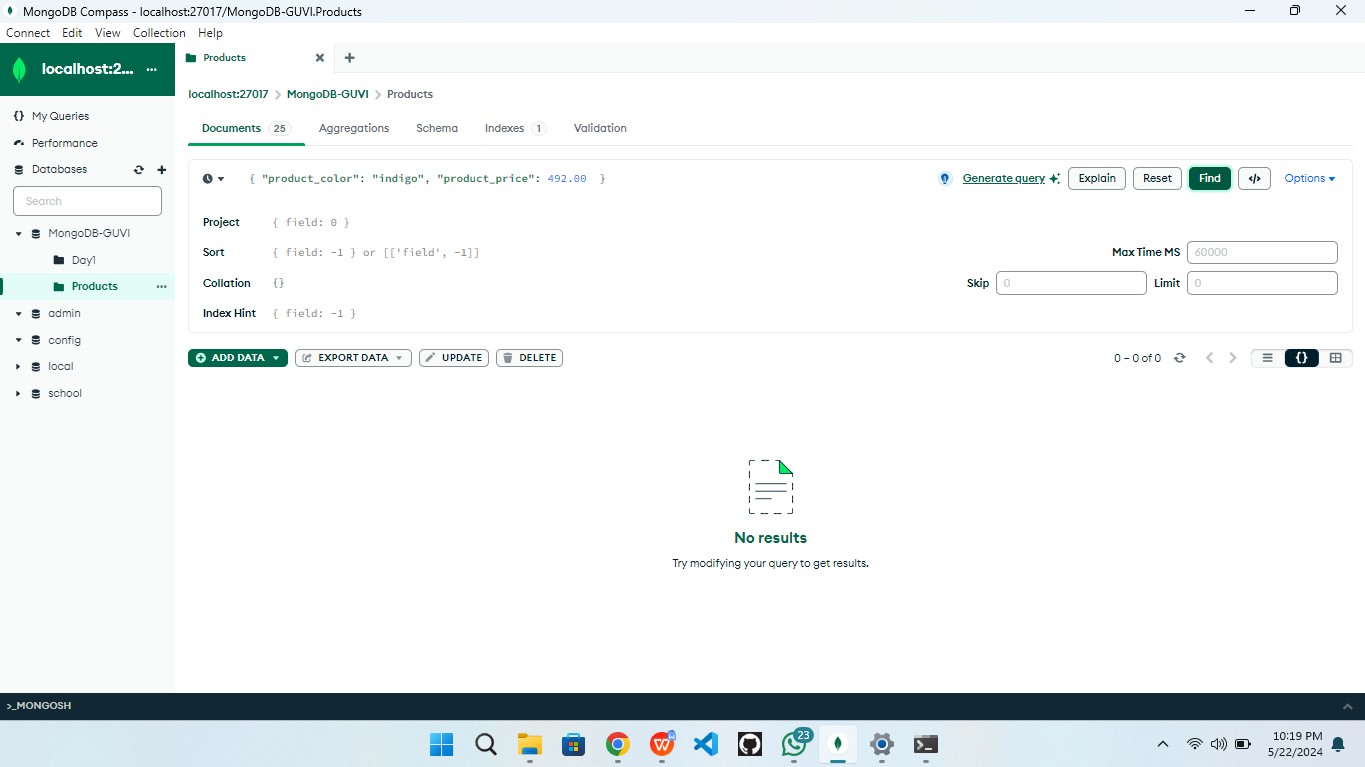 MongoDB Compass - localhost:27017/MongoDB-GUVI.Products
Connect Edit View Collection Help
localhost:2... ...
Products
localhost:27017 > MongoDB-GUVI > Products
Documents 25 Aggregations Schema Indexes 1 Validation
{} My Queries
Performance
Databases
Search
MongoDB-GUVI
Day1
Products ...
admin
config
local
school
{ "product_color": "indigo", "product_price": 492.00 }
Generate query Explain Reset Find </> Options
Project { field: 0 }
Sort { field: -1 } or [['field', -1]]
Max Time MS 60000
Collation {}
Skip 0 Limit 0
Index Hint { field: -1 }
ADD DATA EXPORT DATA UPDATE DELETE
0 – 0 of 0 {}
No results
Try modifying your query to get results.
>_MONGOSH
W 23
10:19 PM
5/22/2024